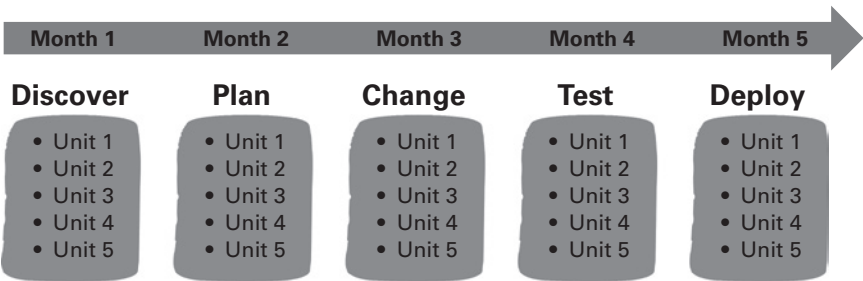 Month 1 Month 2 Month 3 Month 4 Month 5
Discover Plan Change Test Deploy
• Unit 1 • Unit 1 • Unit 1 • Unit 1 • Unit 1
• Unit 2 • Unit 2 • Unit 2 • Unit 2 • Unit 2
• Unit 3 • Unit 3 • Unit 3 • Unit 3 • Unit 3
• Unit 4 • Unit 4 • Unit 4 • Unit 4 • Unit 4
• Unit 5 • Unit 5 • Unit 5 • Unit 5 • Unit 5